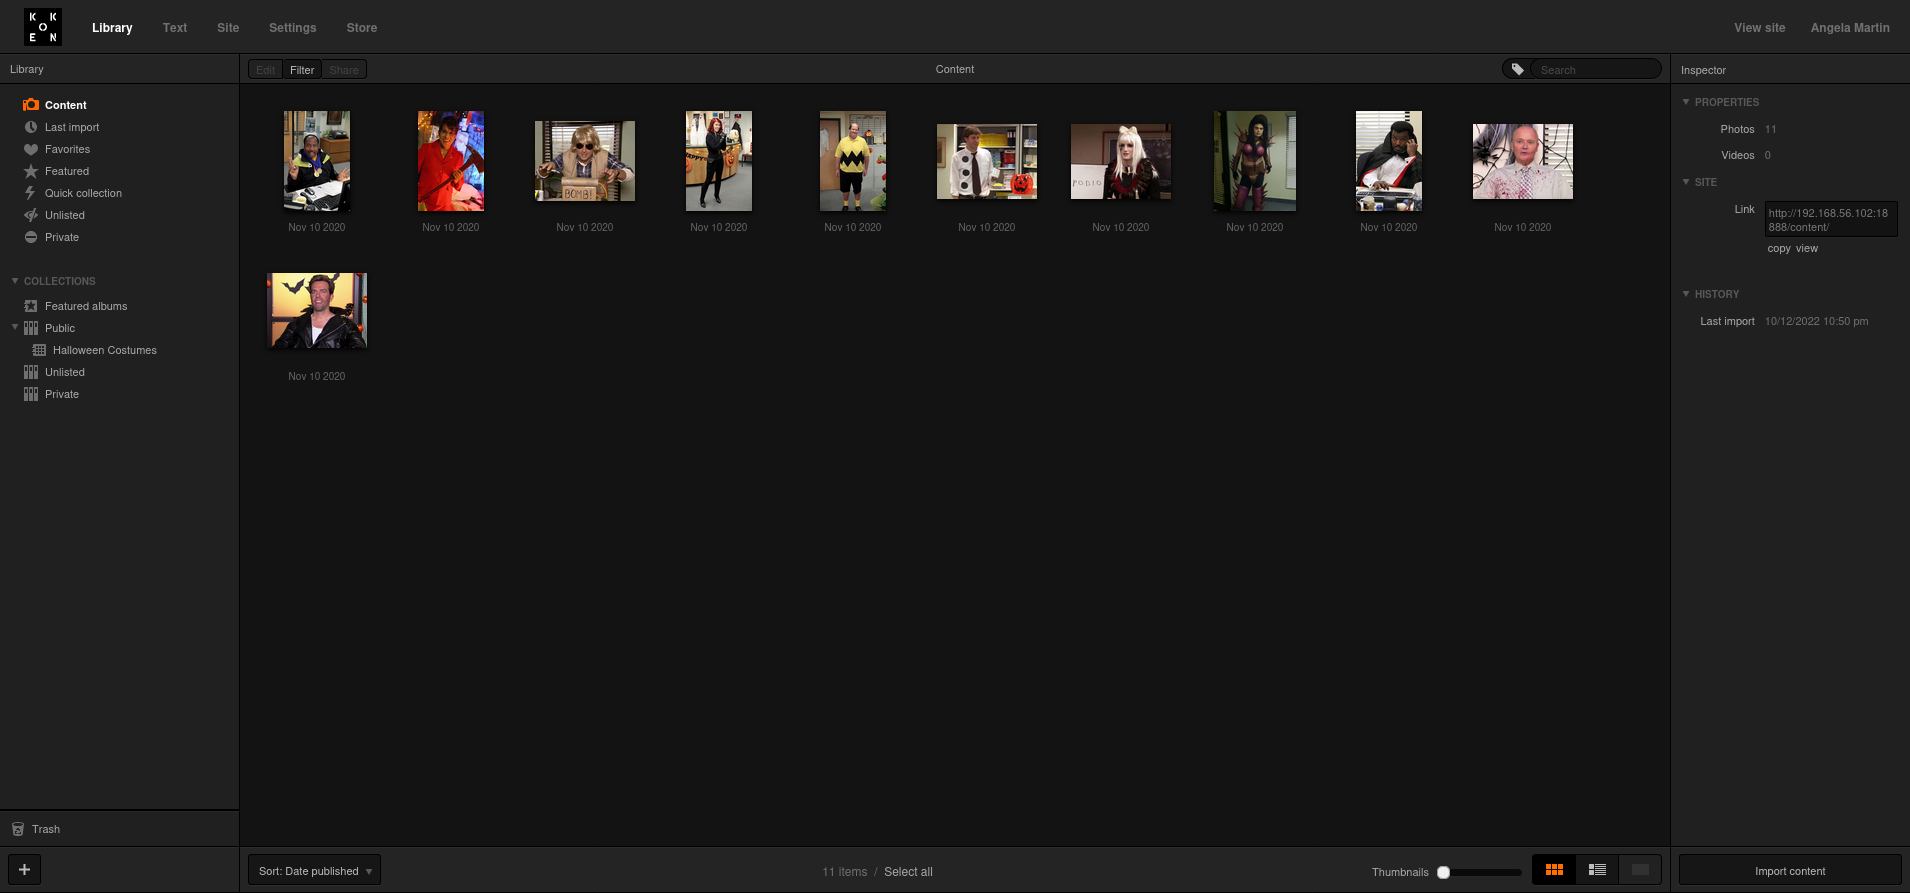 K K
O
E N
Library Text Site Settings Store View site Angela Martin
Library
Edit Filter Share
Content
Search
Inspector
Content
Last import
Favorites
Featured
Quick collection
Unlisted
Private
COLLECTIONS
Featured albums
Public
Halloween Costumes
Unlisted
Private
BOMB!
Nov 10 2020 Nov 10 2020 Nov 10 2020 Nov 10 2020 Nov 10 2020 Nov 10 2020 Nov 10 2020 Nov 10 2020 Nov 10 2020 Nov 10 2020
Nov 10 2020
PROPERTIES
Photos 11
Videos 0
SITE
Link http://192.168.56.102:18
888/content/
copy view
HISTORY
Last import 10/12/2022 10:50 pm
Trash
+
Sort: Date published
11 items / Select all
Thumbnails
Import content